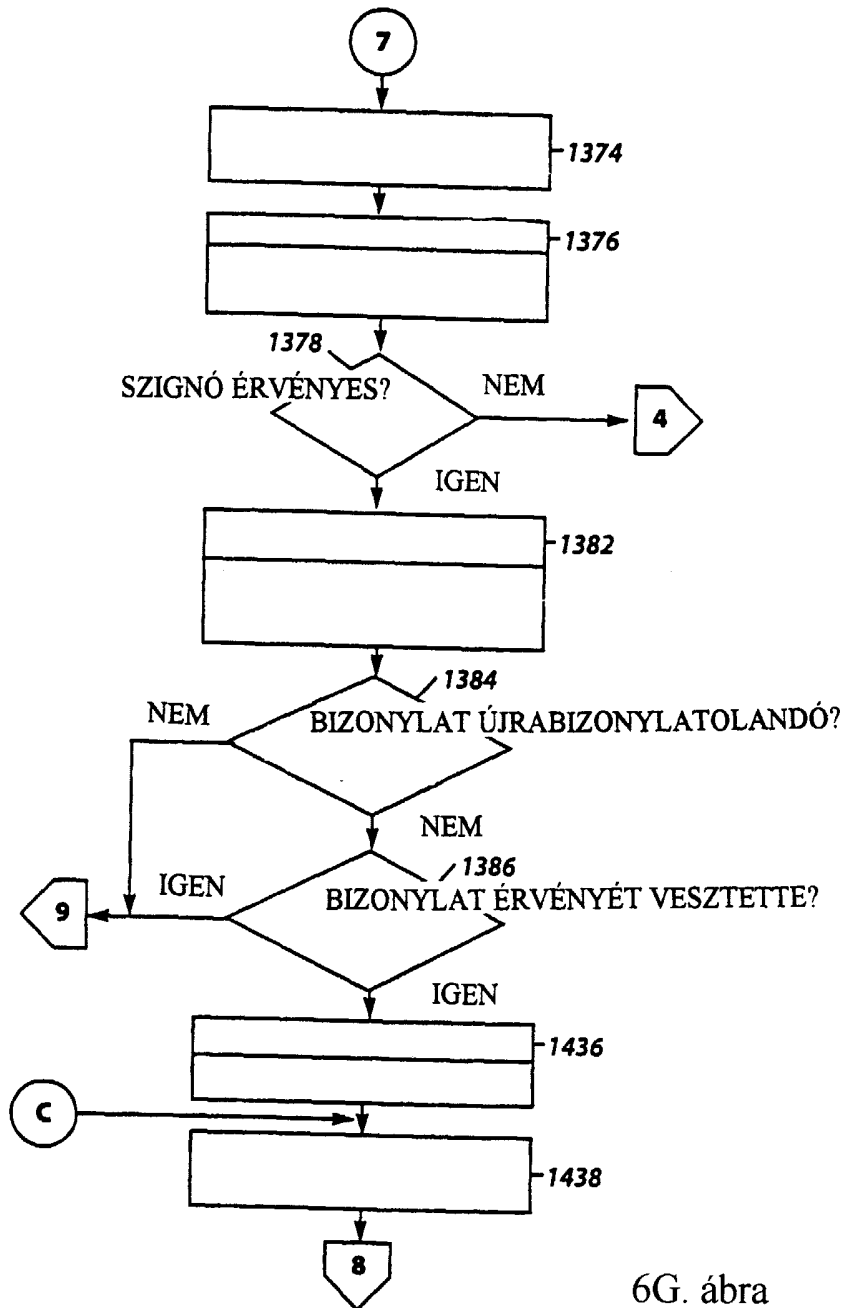 7
1374
1376
1378
SZIGNÓ ÉRVÉNYES?
NEM
4
IGEN
1382
1384
NEM
BIZONYLAT ÚJRABIZONYLATOLANDÓ?
NEM
1386
IGEN
BIZONYLAT ÉRVÉNYÉT VESZTETTE?
9
IGEN
1436
C
1438
8
6G. ábra